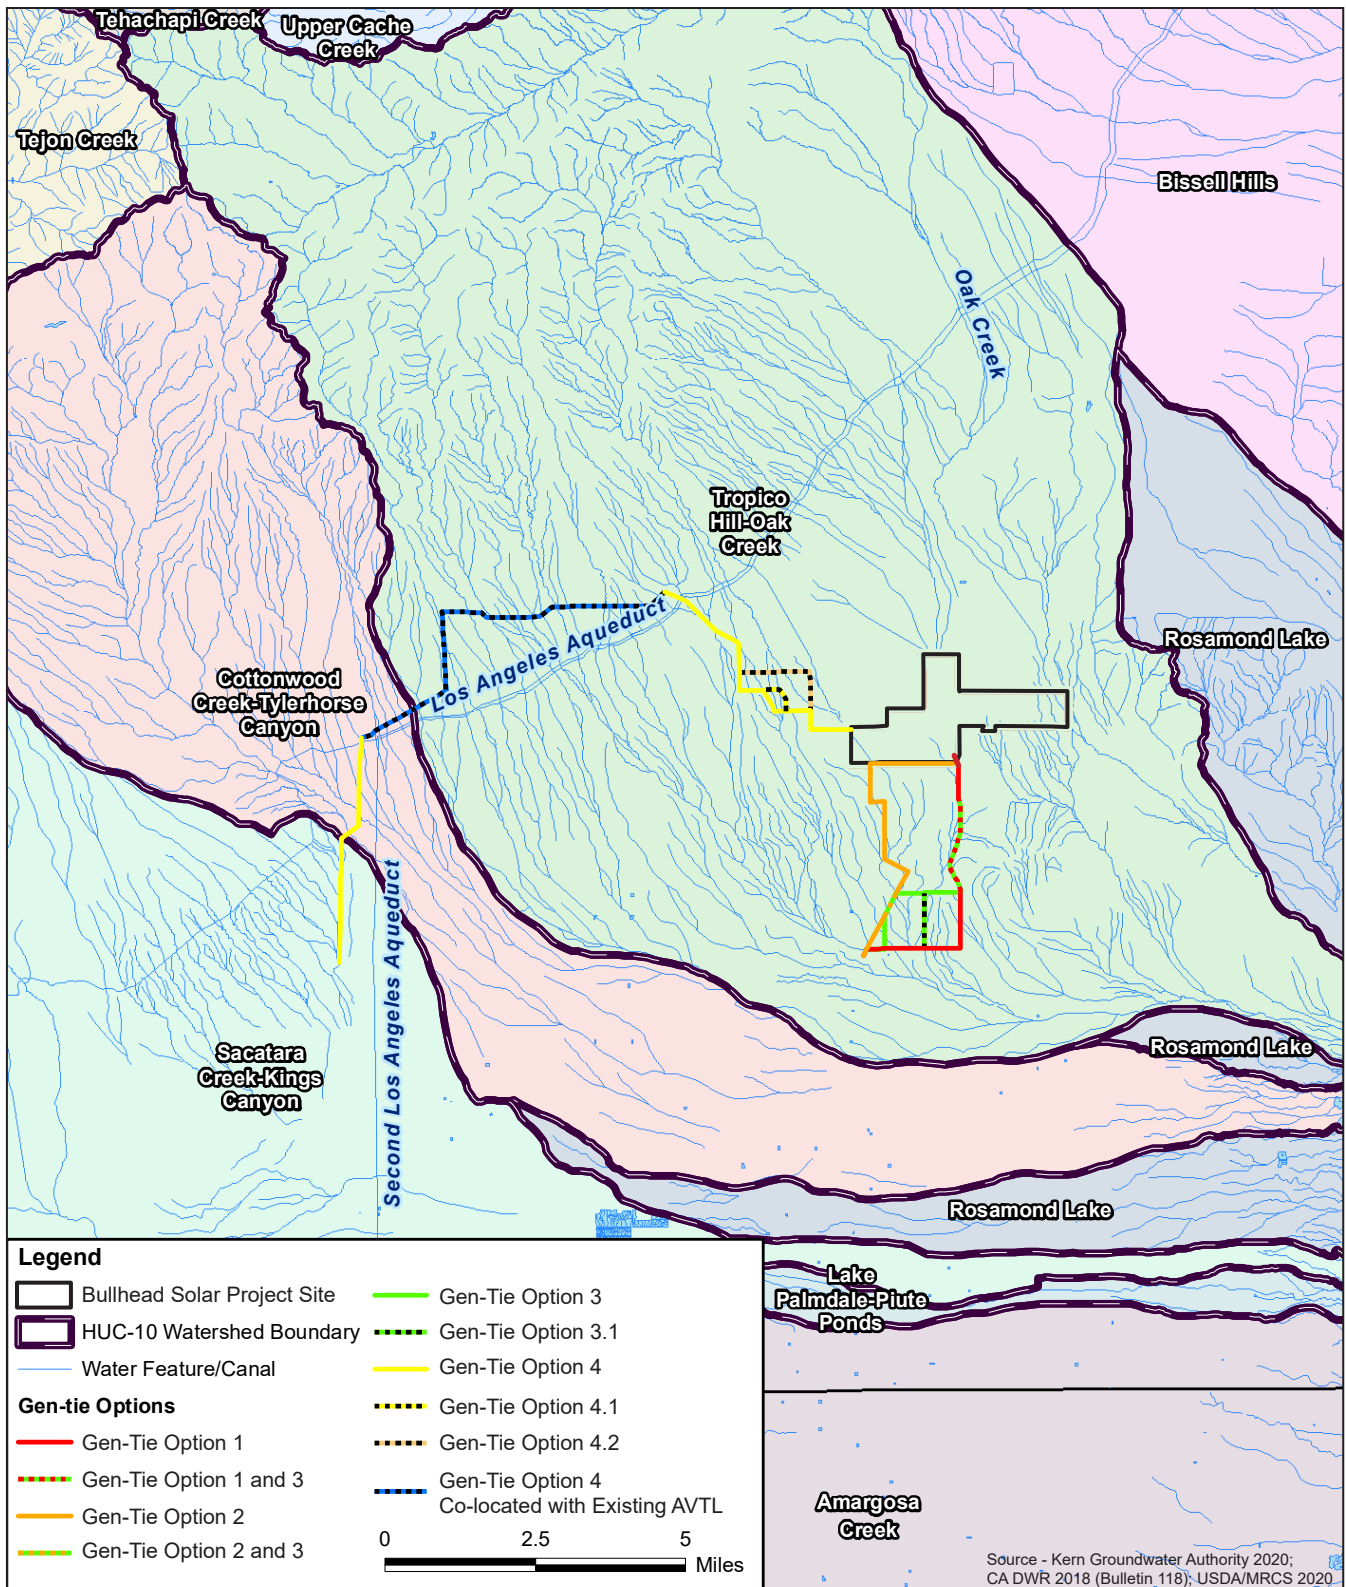 Tehachapi Creek
Upper Cache
Creek
Tejon Creek
Bissell Hills
Oak Creek
Tropico
Hill-Oak
Creek
Rosamond Lake
Los Angeles Aqueduct
Cottonwood
Creek-Tylerhorse
Canyon
Second Los Angeles Aqueduct
Sacatara
Creek-Kings
Canyon
Rosamond Lake
Rosamond Lake
Lake
Palmdale-Piute
Ponds
Amargosa
Creek
Legend
Bullhead Solar Project Site
HUC-10 Watershed Boundary
Water Feature/Canal
Gen-tie Options
Gen-Tie Option 1
Gen-Tie Option 1 and 3
Gen-Tie Option 2
Gen-Tie Option 2 and 3
Gen-Tie Option 3
Gen-Tie Option 3.1
Gen-Tie Option 4
Gen-Tie Option 4.1
Gen-Tie Option 4.2
Gen-Tie Option 4
Co-located with Existing AVTL
0 2.5 5
Miles
Source - Kern Groundwater Authority 2020;
CA DWR 2018 (Bulletin 118); USDA/MRCS 2020